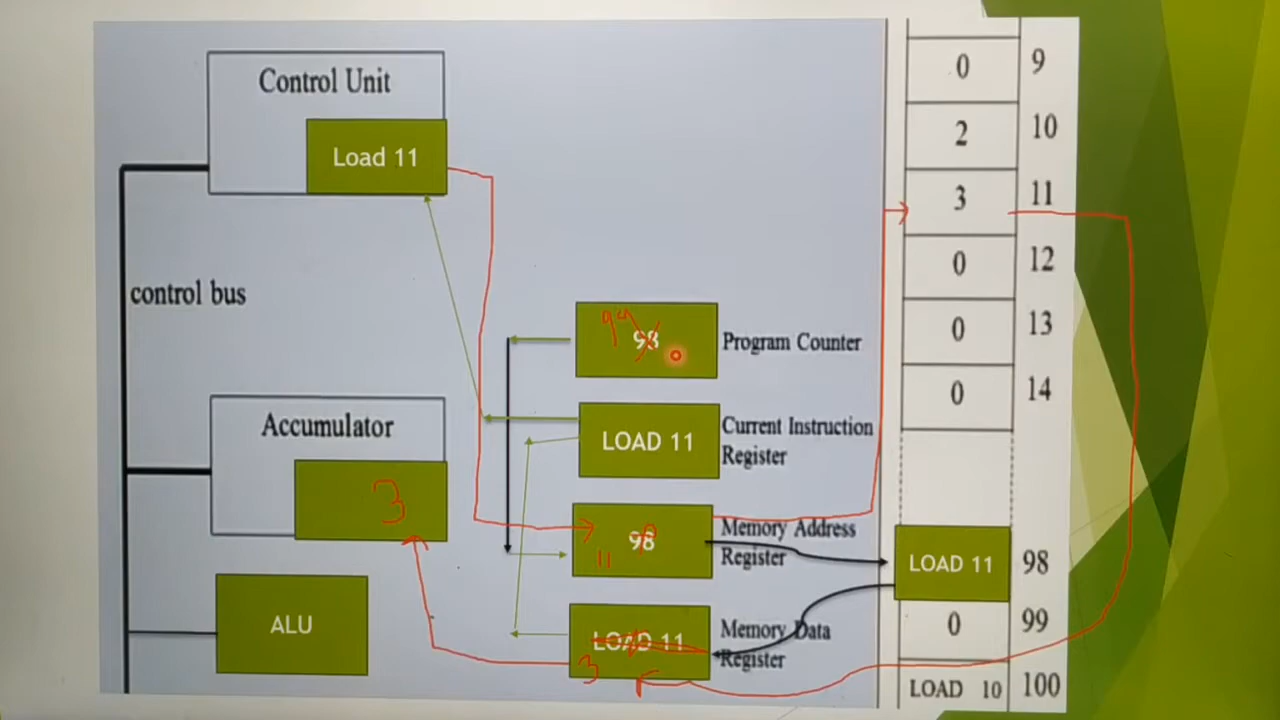 0 9
Control Unit
Load 11
2 10
3 11
0 12
control bus
98 Program Counter
0 13
0 14
Accumulator
3
LOAD 11
Current Instruction
Register
98
11
Memory Address
Register
LOAD 11 98
ALU
LOAD 11
3
Memory Data
Register
0 99
LOAD 10 100